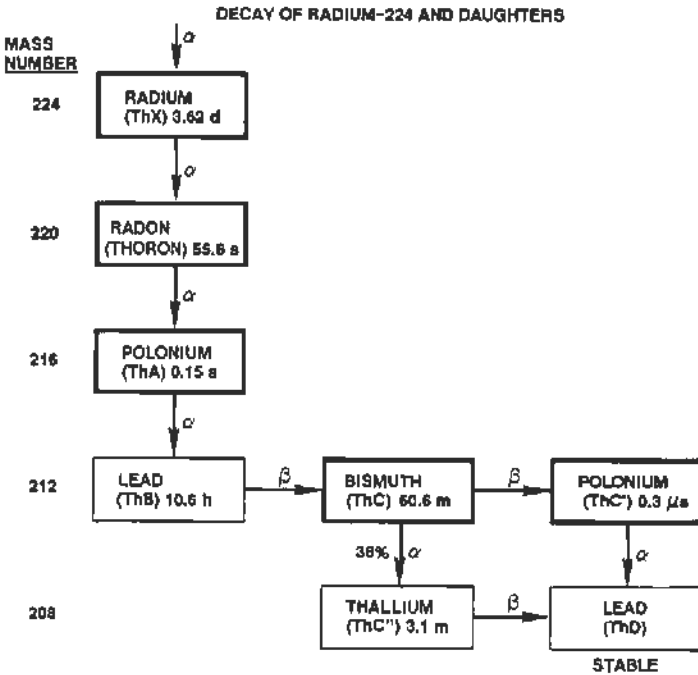 DECAY OF RADIUM-224 AND DAUGHTERS
MASS
NUMBER
α
224
RADIUM
(ThX) 3.62 d
α
220
RADON
(THORON) 55.6 s
α
216
POLONIUM
(ThA) 0.15 s
α
212
LEAD
(ThB) 10.6 h
β
BISMUTH
(ThC) 60.6 m
β
POLONIUM
(ThC') 0.3 μs
36% α
α
208
THALLIUM
(ThC'') 3.1 m
β
LEAD
(ThD)
STABLE